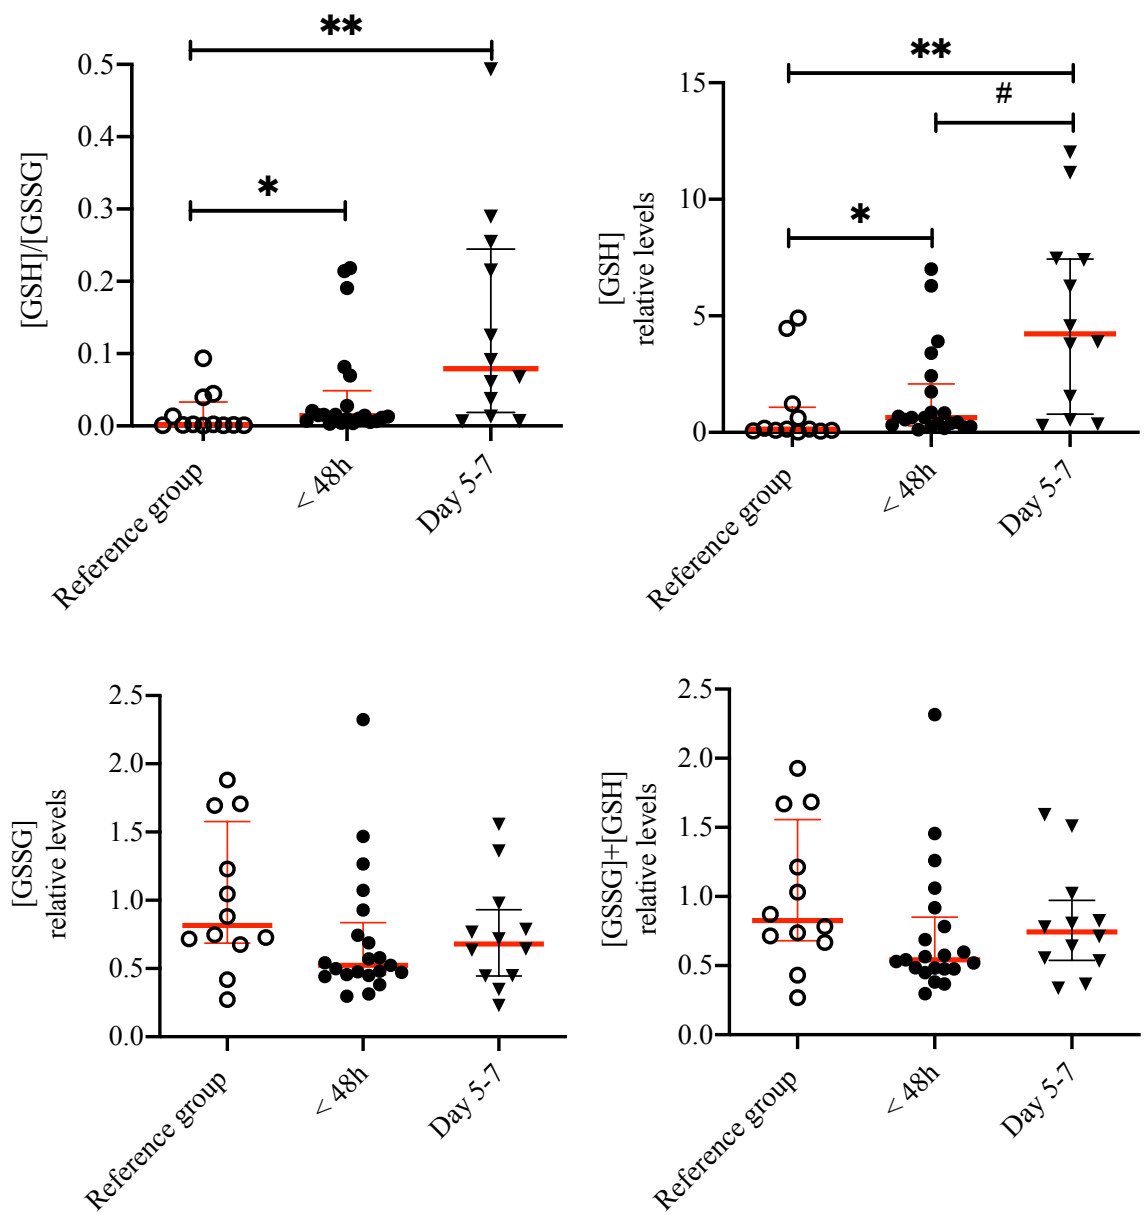 **
0.5
0.4
0.3
0.2
0.1
0.0
[GSH]/[GSSG]
*
Reference group
< 48h
Day 5-7
**
#
*
15
10
5
0
[GSH]
relative levels
Reference group
< 48h
Day 5-7
2.5
2.0
1.5
1.0
0.5
0.0
[GSSG]
relative levels
Reference group
< 48h
Day 5-7
2.5
2.0
1.5
1.0
0.5
0.0
[GSSG]+[GSH]
relative levels
Reference group
< 48h
Day 5-7